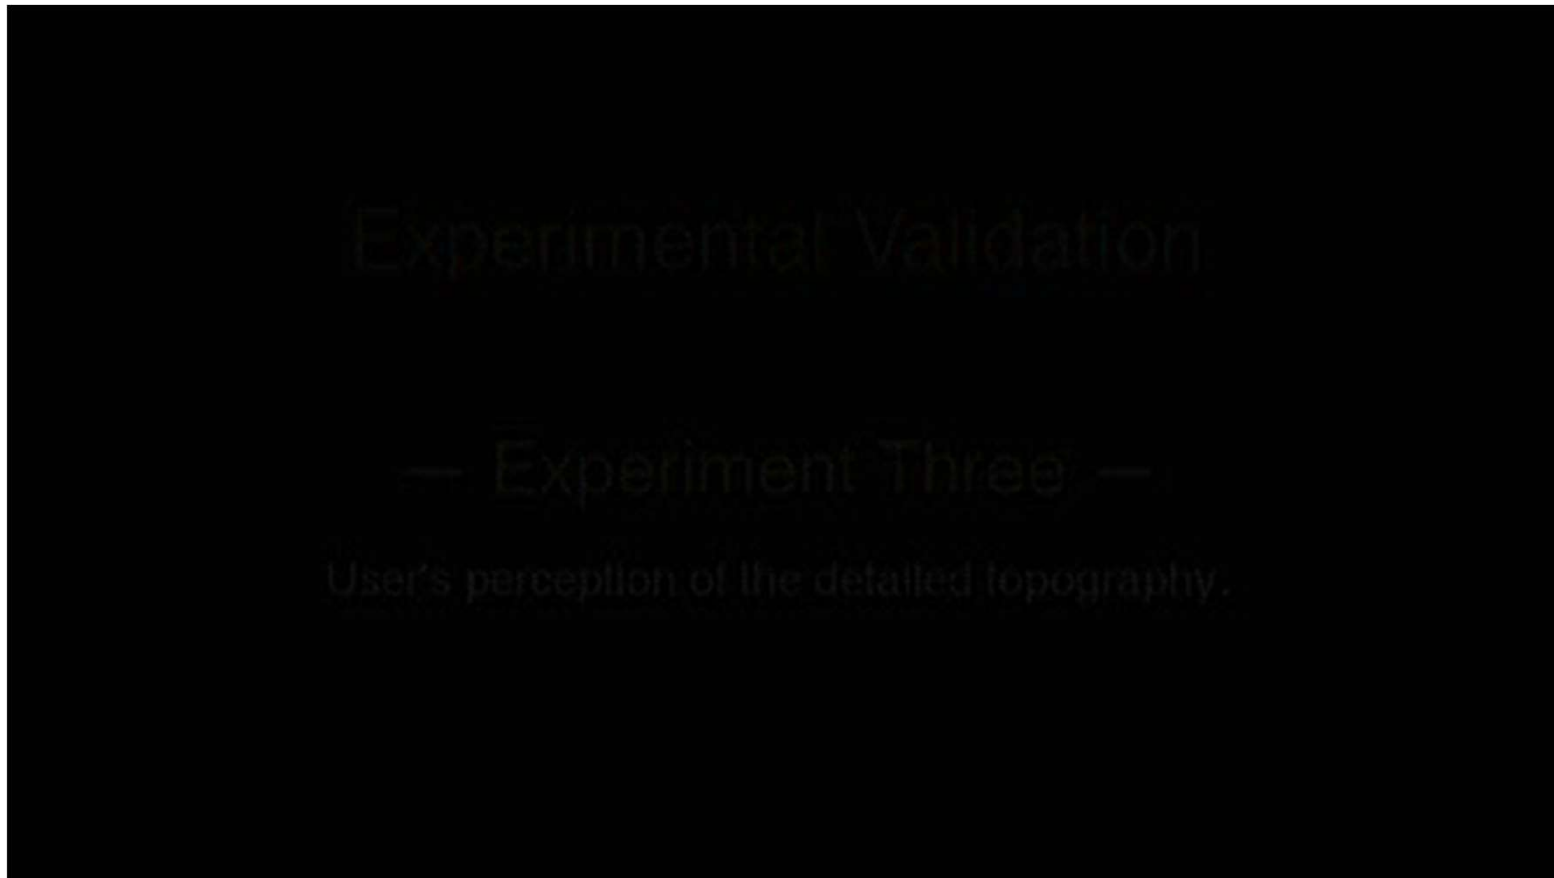 Experimental Validation
— Experiment Three —
User's perception of the detailed topography.